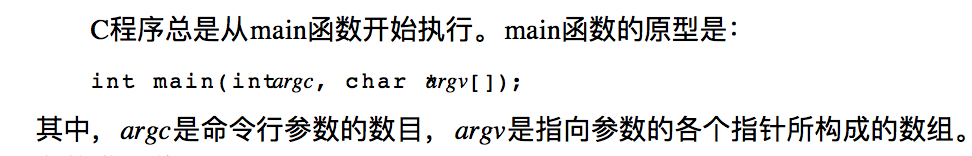 C程序总是从main函数开始执行。main函数的原型是：
int main(int argc, char *argv[]);
其中，argc是命令行参数的数目，argv是指向参数的各个指针所构成的数组。